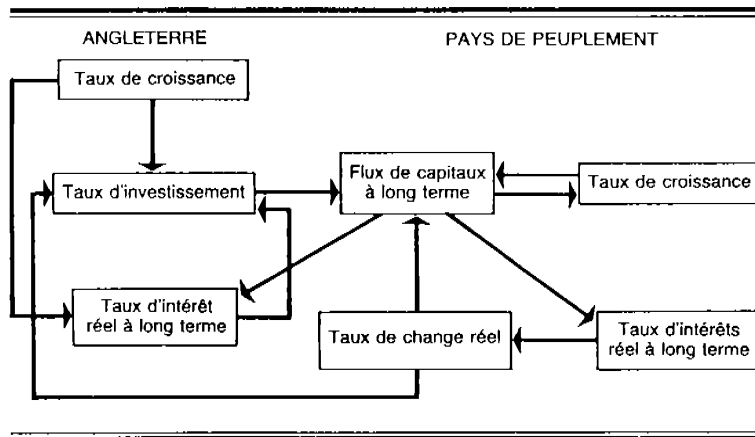 ANGLETERRE
PAYS DE PEUPLEMENT
Taux de croissance
Taux d'investissement
Flux de capitaux
à long terme
Taux de croissance
Taux d'intérêt
réel à long terme
Taux de change réel
Taux d'intérêts
réel à long terme